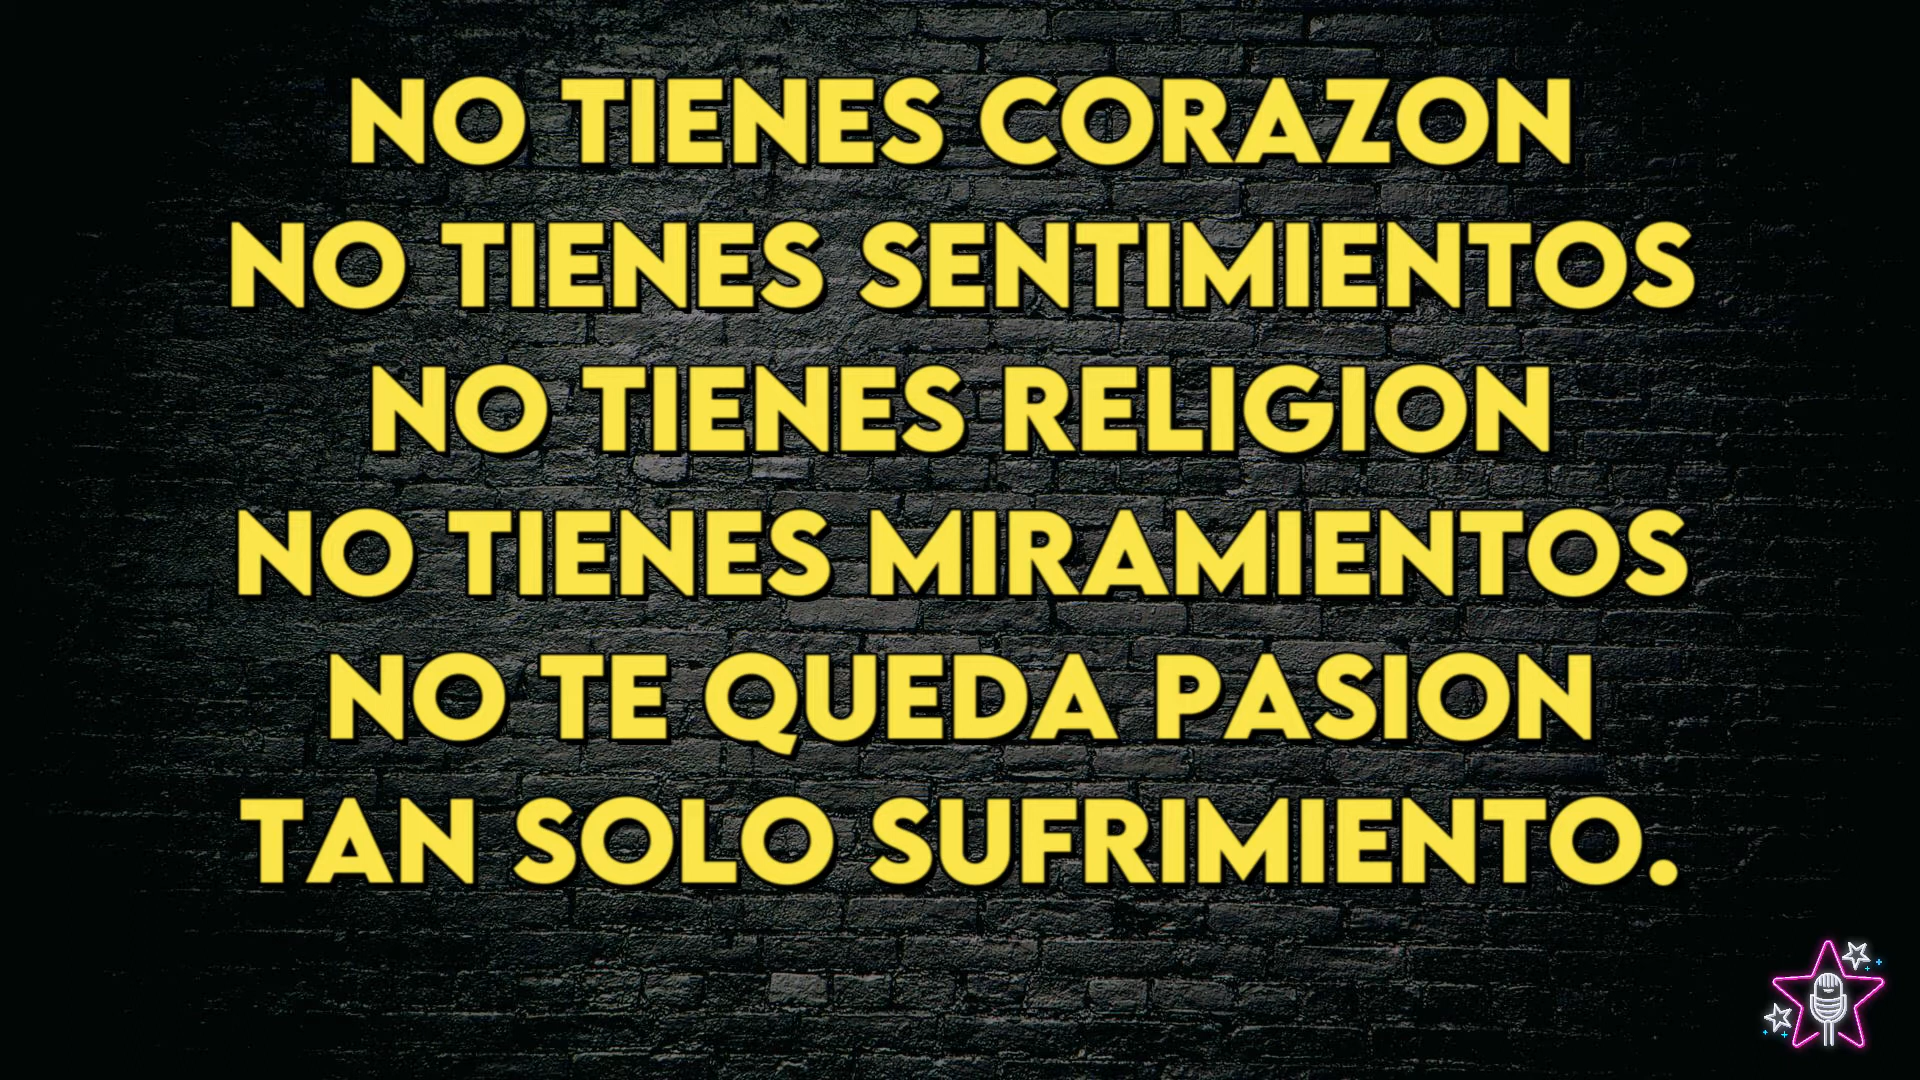 NO TIENES CORAZON
NO TIENES SENTIMIENTOS
NO TIENES RELIGION
NO TIENES MIRAMIENTOS
NO TE QUEDA PASION
TAN SOLO SUFRIMIENTO.